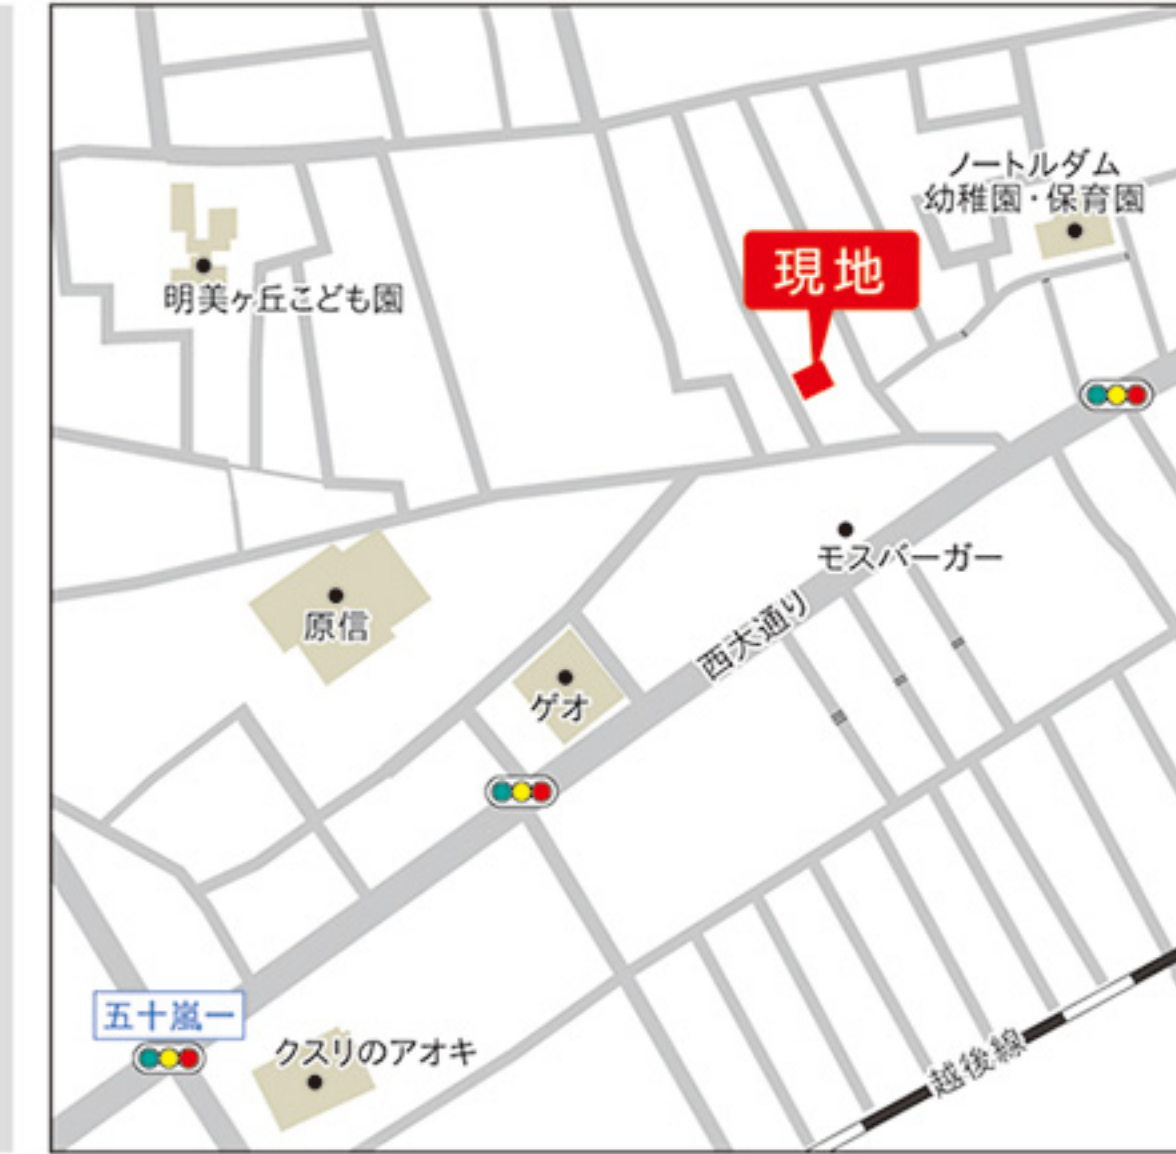 ノートルダム
幼稚園・保育園
現地
明美ヶ丘こども園
モスバーガー
原信
西大通り
ゲオ
五十嵐一
クスリのアオキ
越後線